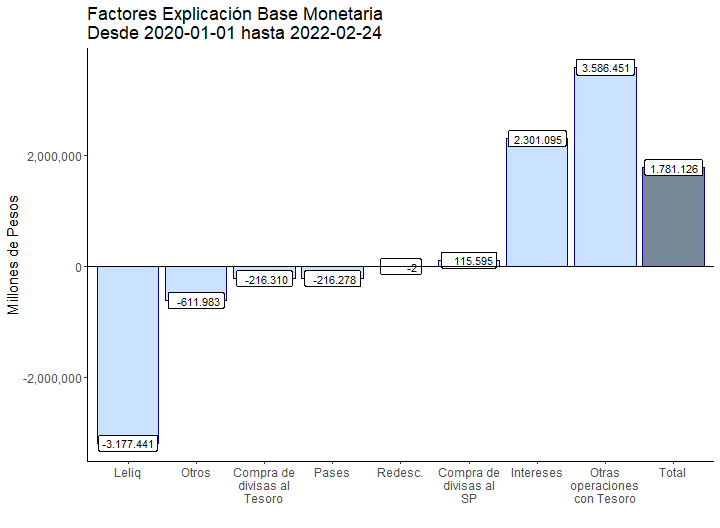 Factores Explicación Base Monetaria
Desde 2020-01-01 hasta 2022-02-24
Millones de Pesos
2,000,000
0
-2,000,000
-3.177.441
-611.983
-216.310
-216.278
-2
115.595
2.301.095
3.586.451
1.781.126
Leliq
Otros
Compra de
divisas al
Tesoro
Pases
Redesc.
Compra de
divisas al
SP
Intereses
Otras
operaciones
con Tesoro
Total